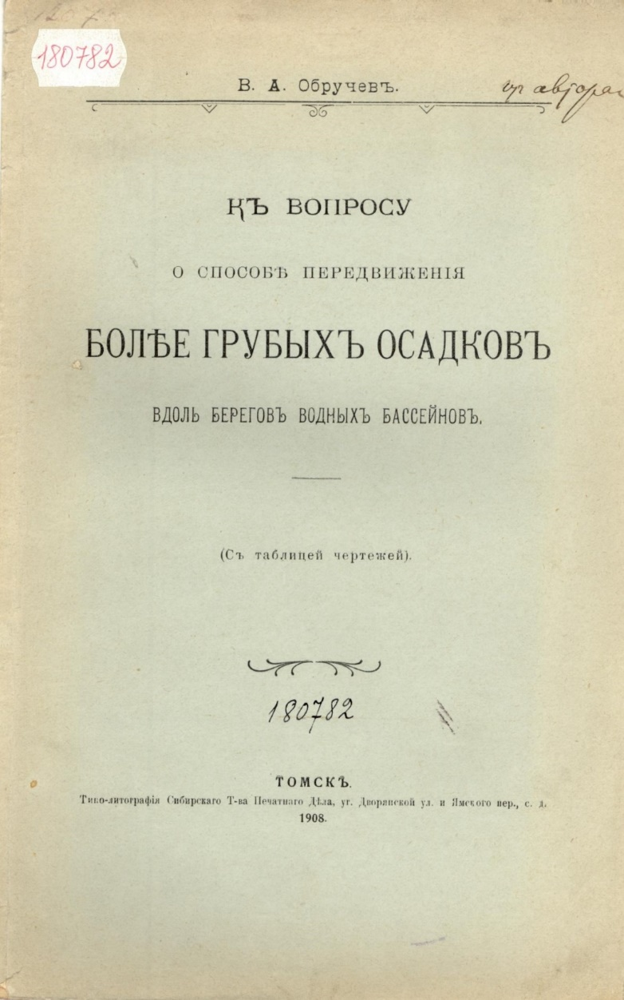 180782
В. А. Обручевъ.
отъ автора
КЪ ВОПРОСУ
О СПОСОБѢ ПЕРЕДВИЖЕНІЯ
БОЛѢЕ ГРУБЫХЪ ОСАДКОВЪ
ВДОЛЬ БЕРЕГОВЪ ВОДНЫХЪ БАССЕЙНОВЪ.
(Съ таблицей чертежей).
180782
ТОМСКЪ.
Типо-литографія Сибирскаго Т-ва Печатнаго Дѣла, уг. Дворянской ул. и Ямского пер., с. д.
1908.